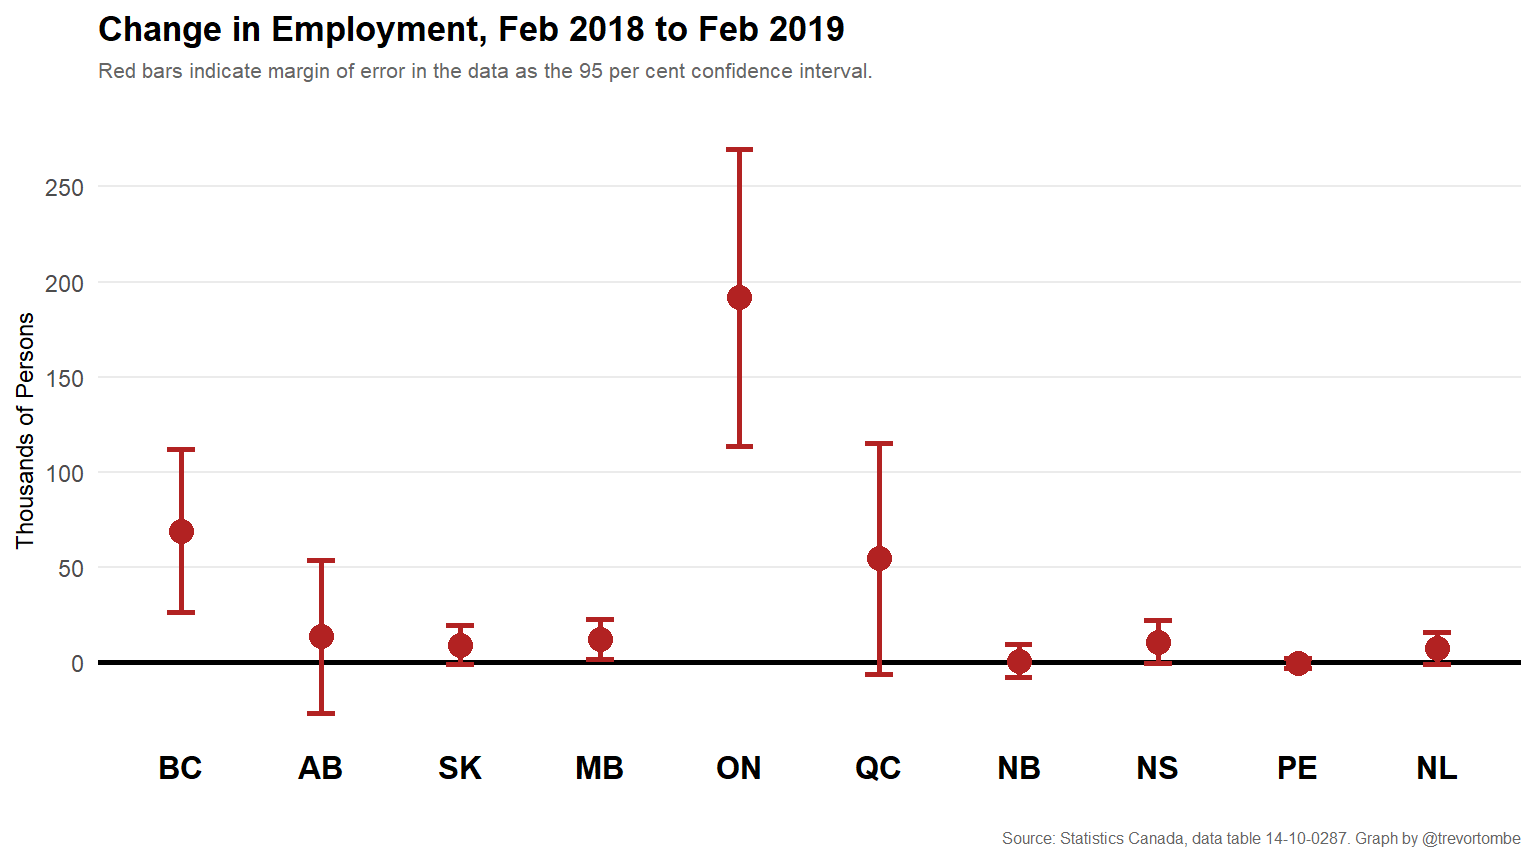 Change in Employment, Feb 2018 to Feb 2019
Red bars indicate margin of error in the data as the 95 per cent confidence interval.
Thousands of Persons
250
200
150
100
50
0
BC AB SK MB ON QC NB NS PE NL
Source: Statistics Canada, data table 14-10-0287. Graph by @trevortombe